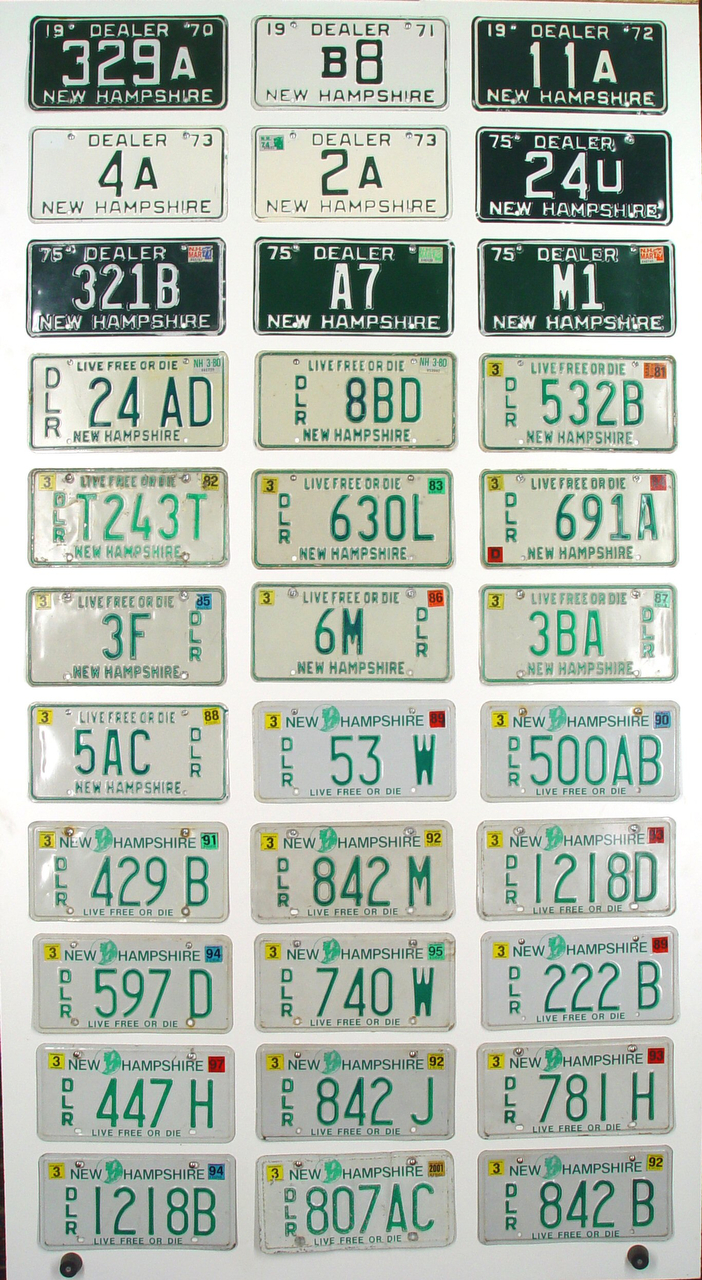 19 DEALER 70
329A
NEW HAMPSHIRE
19 DEALER 71
B8
NEW HAMPSHIRE
19 DEALER 72
11A
NEW HAMPSHIRE
DEALER 73
4A
NEW HAMPSHIRE
DEALER 73
2A
NEW HAMPSHIRE
75 DEALER
24U
NEW HAMPSHIRE
75 DEALER
MAR 77
321B
NEW HAMPSHIRE
75 DEALER
A7
NEW HAMPSHIRE
75 DEALER
MAR
M1
NEW HAMPSHIRE
LIVE FREE OR DIE NH 3-80
DLR 24 AD
NEW HAMPSHIRE
LIVE FREE OR DIE NH 3-80
DLR 8BD
NEW HAMPSHIRE
3 LIVE FREE OR DIE 81
DLR 532B
NEW HAMPSHIRE
3 LIVE FREE OR DIE 82
DLR T243T
NEW HAMPSHIRE
3 LIVE FREE OR DIE 83
DLR 630L
NEW HAMPSHIRE
3 LIVE FREE OR DIE
DLR 691A
D NEW HAMPSHIRE
3 LIVE FREE OR DIE 85
3F DLR
NEW HAMPSHIRE
3 LIVE FREE OR DIE 86
6M DLR
NEW HAMPSHIRE
3 LIVE FREE OR DIE 87
3BA DLR
NEW HAMPSHIRE
3 LIVE FREE OR DIE 88
5AC DLR
NEW HAMPSHIRE
3 NEW HAMPSHIRE 89
DLR 53 W
LIVE FREE OR DIE
3 NEW HAMPSHIRE 90
DLR 500AB
LIVE FREE OR DIE
3 NEW HAMPSHIRE 91
DLR 429 B
LIVE FREE OR DIE
3 NEW HAMPSHIRE 92
DLR 842 M
LIVE FREE OR DIE
3 NEW HAMPSHIRE 93
DLR 1218D
LIVE FREE OR DIE
3 NEW HAMPSHIRE 94
DLR 597 D
LIVE FREE OR DIE
3 NEW HAMPSHIRE 95
DLR 740 W
LIVE FREE OR DIE
3 NEW HAMPSHIRE 89
DLR 222 B
LIVE FREE OR DIE
3 NEW HAMPSHIRE 97
DLR 447 H
LIVE FREE OR DIE
3 NEW HAMPSHIRE 92
DLR 842 J
LIVE FREE OR DIE
3 NEW HAMPSHIRE 93
DLR 781 H
LIVE FREE OR DIE
3 NEW HAMPSHIRE 94
DLR 1218B
LIVE FREE OR DIE
3 NEW HAMPSHIRE 2001
DLR 807AC
LIVE FREE OR DIE
3 NEW HAMPSHIRE 92
DLR 842 B
LIVE FREE OR DIE